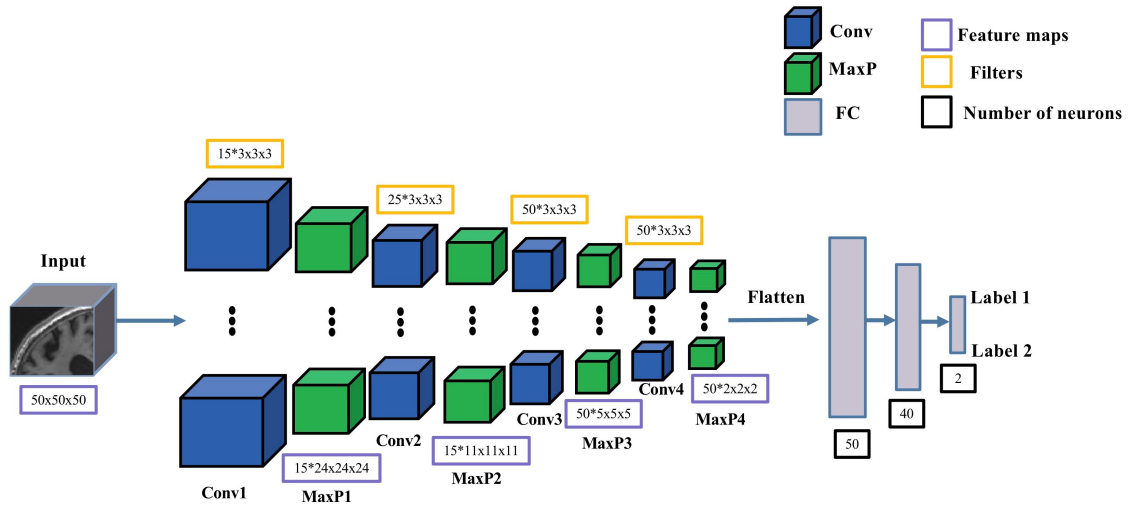 Conv
MaxP
FC
Feature maps
Filters
Number of neurons
15*3x3x3
25*3x3x3
50*3x3x3
50*3x3x3
Input
50x50x50
Flatten
Label 1
Label 2
2
40
50
Conv1
15*24x24x24
MaxP1
Conv2
15*11x11x11
MaxP2
Conv3
50*5x5x5
MaxP3
Conv4
50*2x2x2
MaxP4